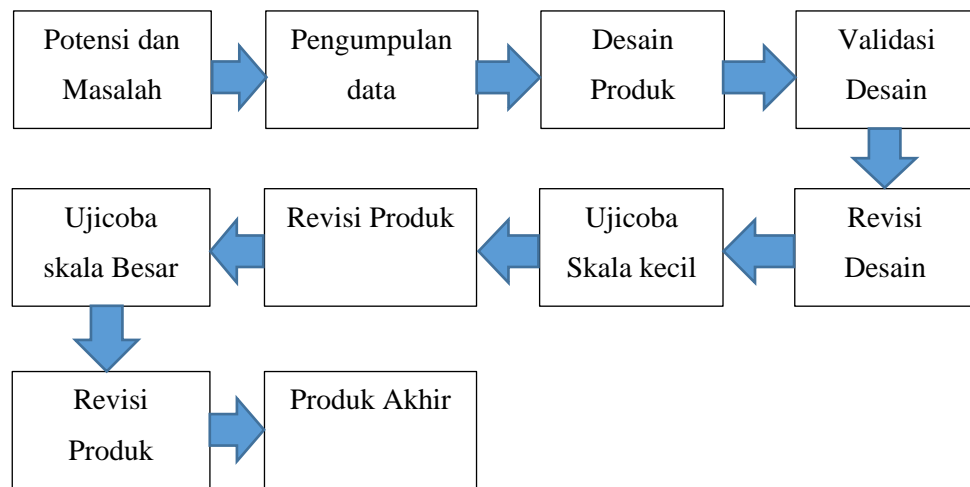 Potensi dan
Masalah
Pengumpulan
data
Desain
Produk
Validasi
Desain
Revisi
Desain
Ujicoba
Skala kecil
Revisi Produk
Ujicoba
skala Besar
Revisi
Produk
Produk Akhir